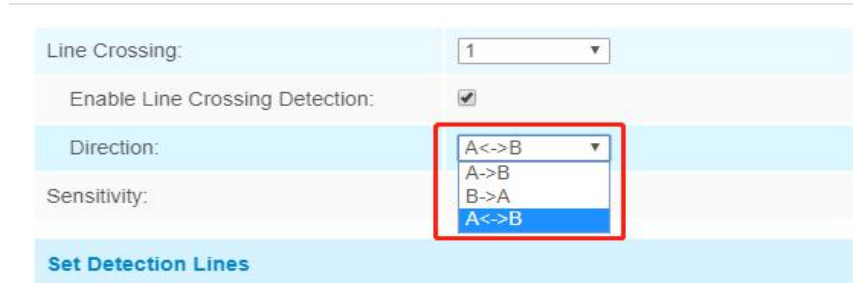 Line Crossing: 1
Enable Line Crossing Detection:
Direction: A<->B
A->B
Sensitivity: B->A
A<->B
Set Detection Lines